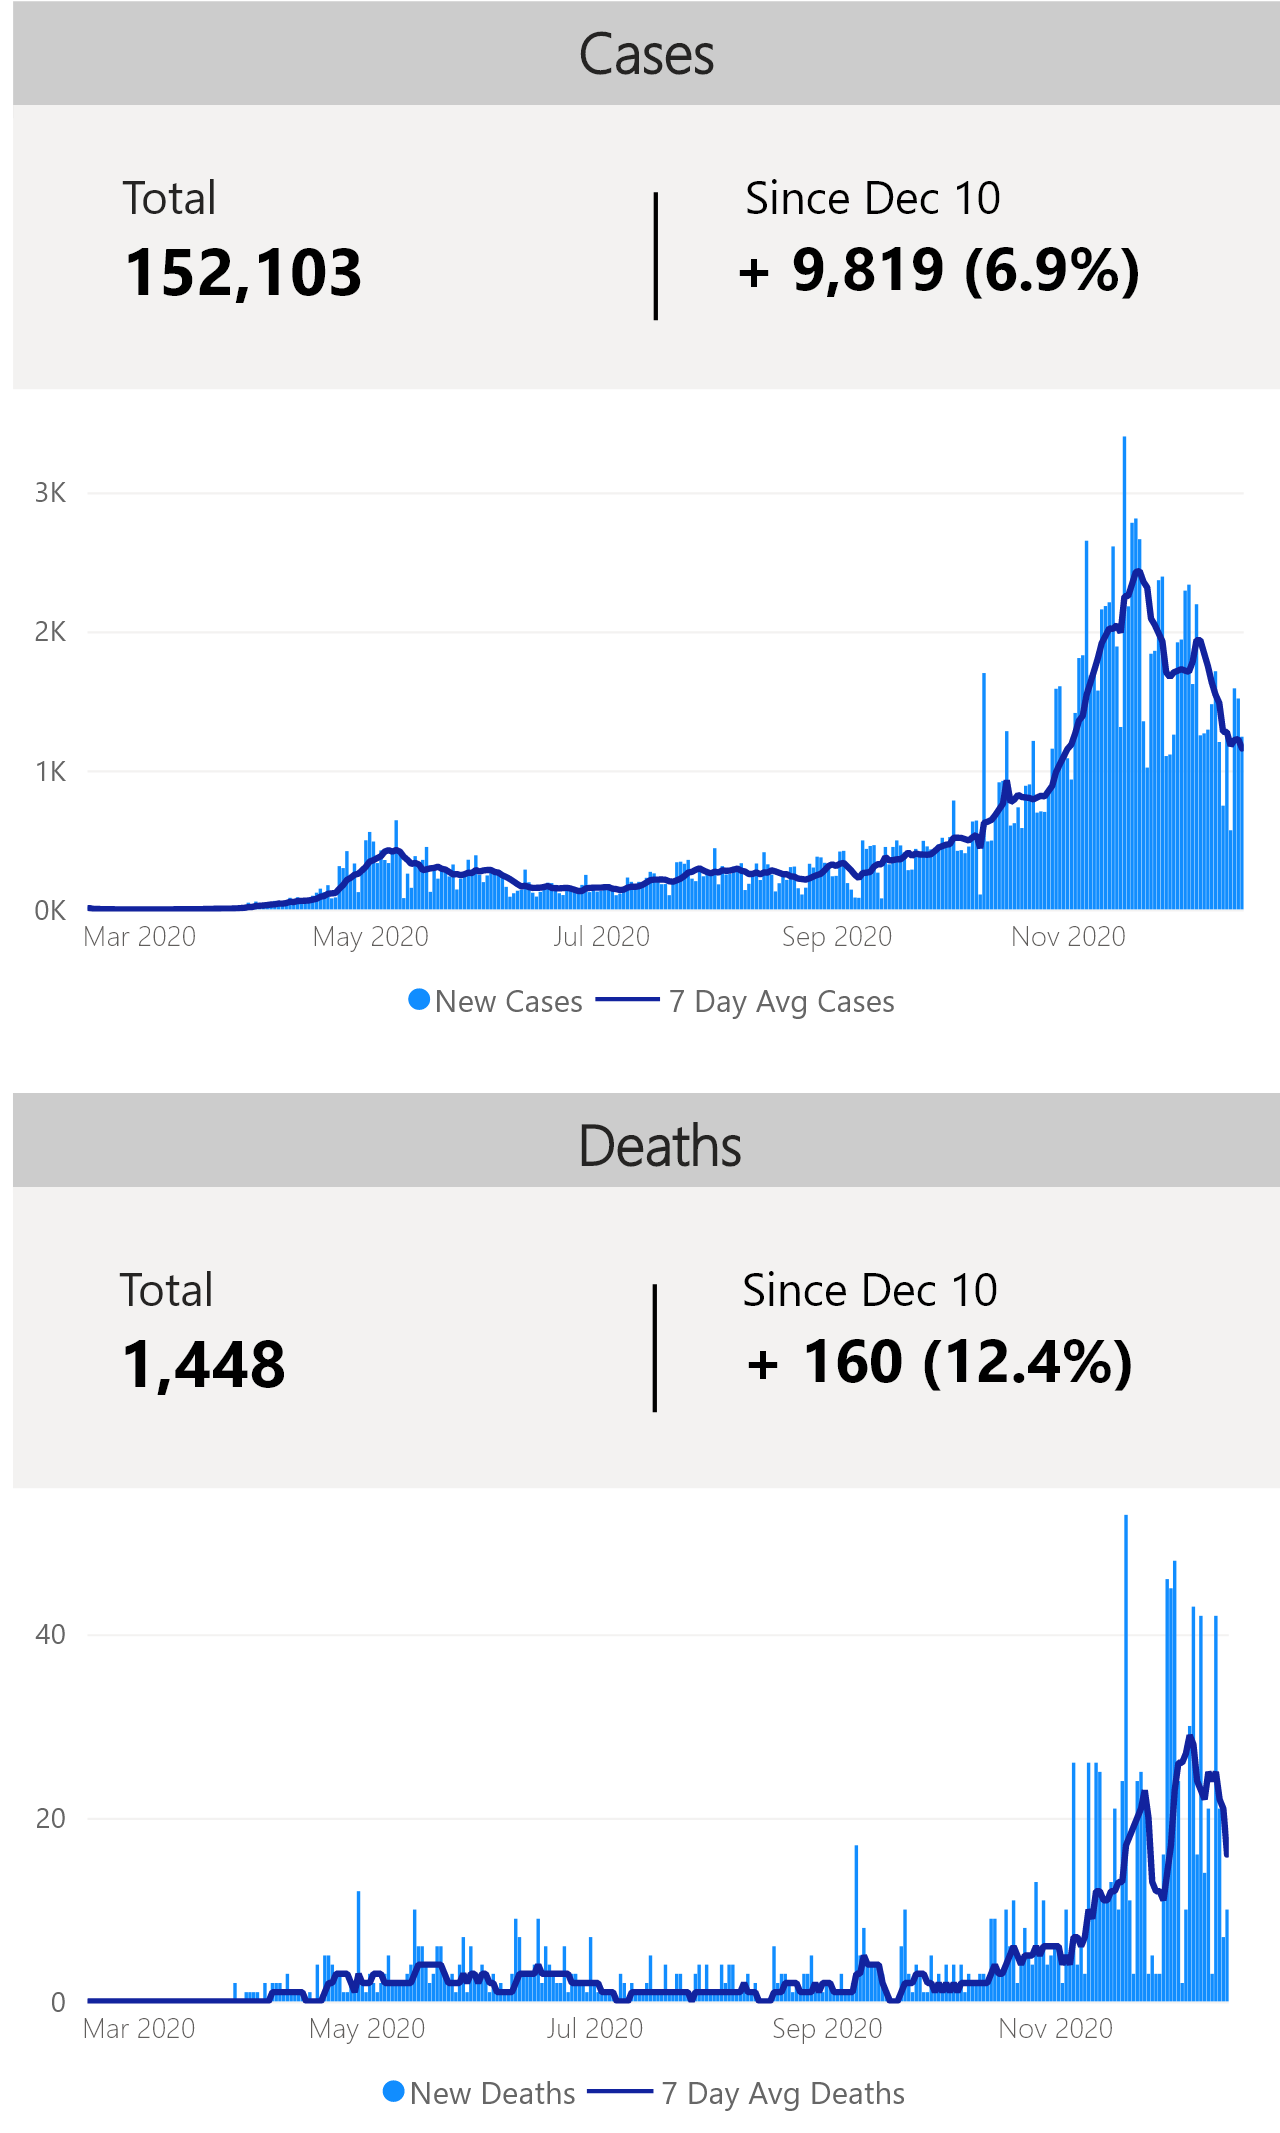 Cases
Total
152,103
Since Dec 10
+ 9,819 (6.9%)
3K
2K
1K
0K
Mar 2020 May 2020 Jul 2020 Sep 2020 Nov 2020
New Cases 7 Day Avg Cases
Deaths
Total
1,448
Since Dec 10
+ 160 (12.4%)
40
20
0
Mar 2020 May 2020 Jul 2020 Sep 2020 Nov 2020
New Deaths 7 Day Avg Deaths